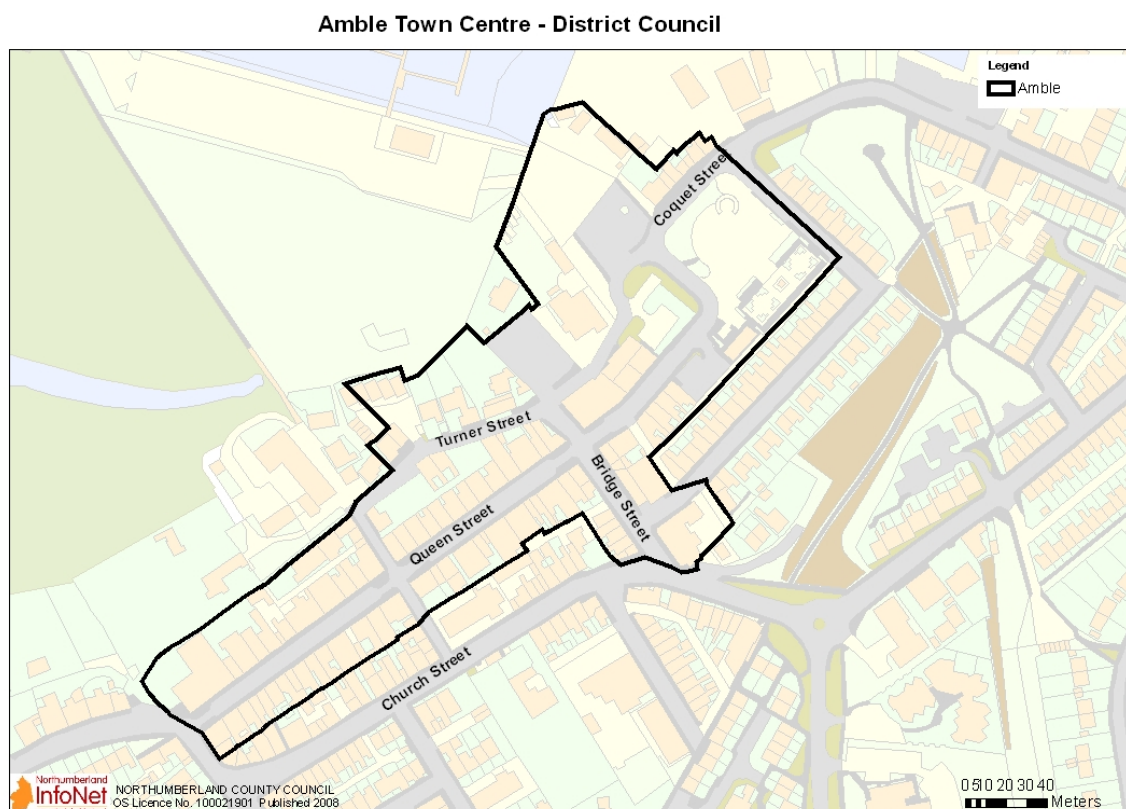 Amble Town Centre - District Council
Legend
Amble
Coquet Street
Turner Street
Bridge Street
Queen Street
Church Street
Northumberland
InfoNet
NORTHUMBERLAND COUNTY COUNCIL
OS Licence No. 100021901 Published 2008
0 5 10 20 30 40
Meters